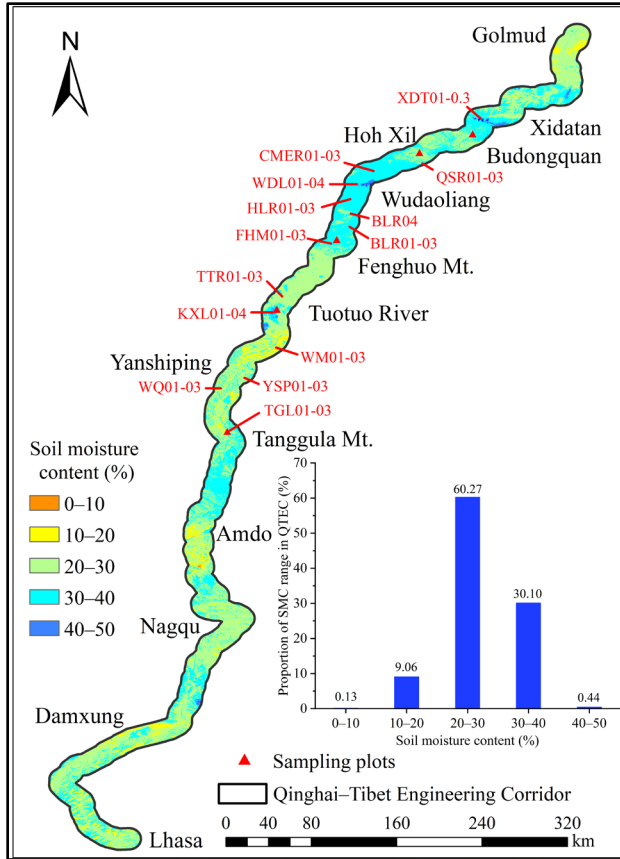 N
Golmud
XDT01-0.3
Xidatan
Hoh Xil
Budongquan
CMER01-03
QSR01-03
WDL01-04
Wudaoliang
HLR01-03
BLR04
FHM01-03
BLR01-03
Fenghuo Mt.
TTR01-03
KXL01-04
Tuotuo River
WM01-03
Yanshiping
WQ01-03
YSP01-03
TGL01-03
Tanggula Mt.
Soil moisture
content (%)
0–10
10–20
20–30
30–40
40–50
Amdo
Nagqu
Damxung
Lhasa
Proportion of SMC range in QTEC (%)
70
60
50
40
30
20
10
0
0.13
9.06
60.27
30.10
0.44
0–10
10–20
20–30
30–40
40–50
Soil moisture content (%)
Sampling plots
Qinghai–Tibet Engineering Corridor
0 20 40 80 120 160 200 240 280 320
km